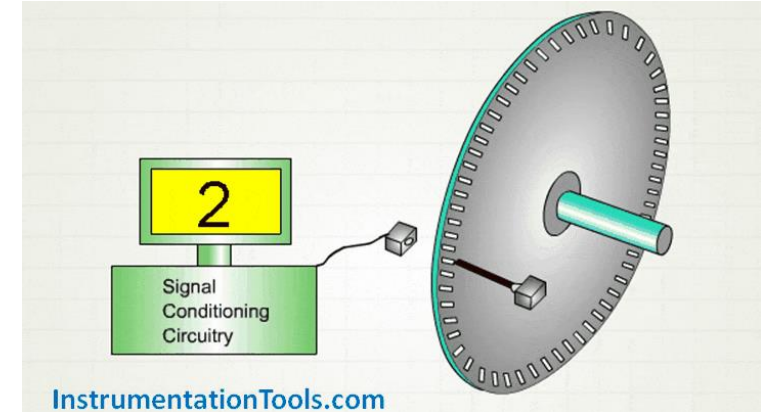 2
Signal
Conditioning
Circuitry
InstrumentationTools.com